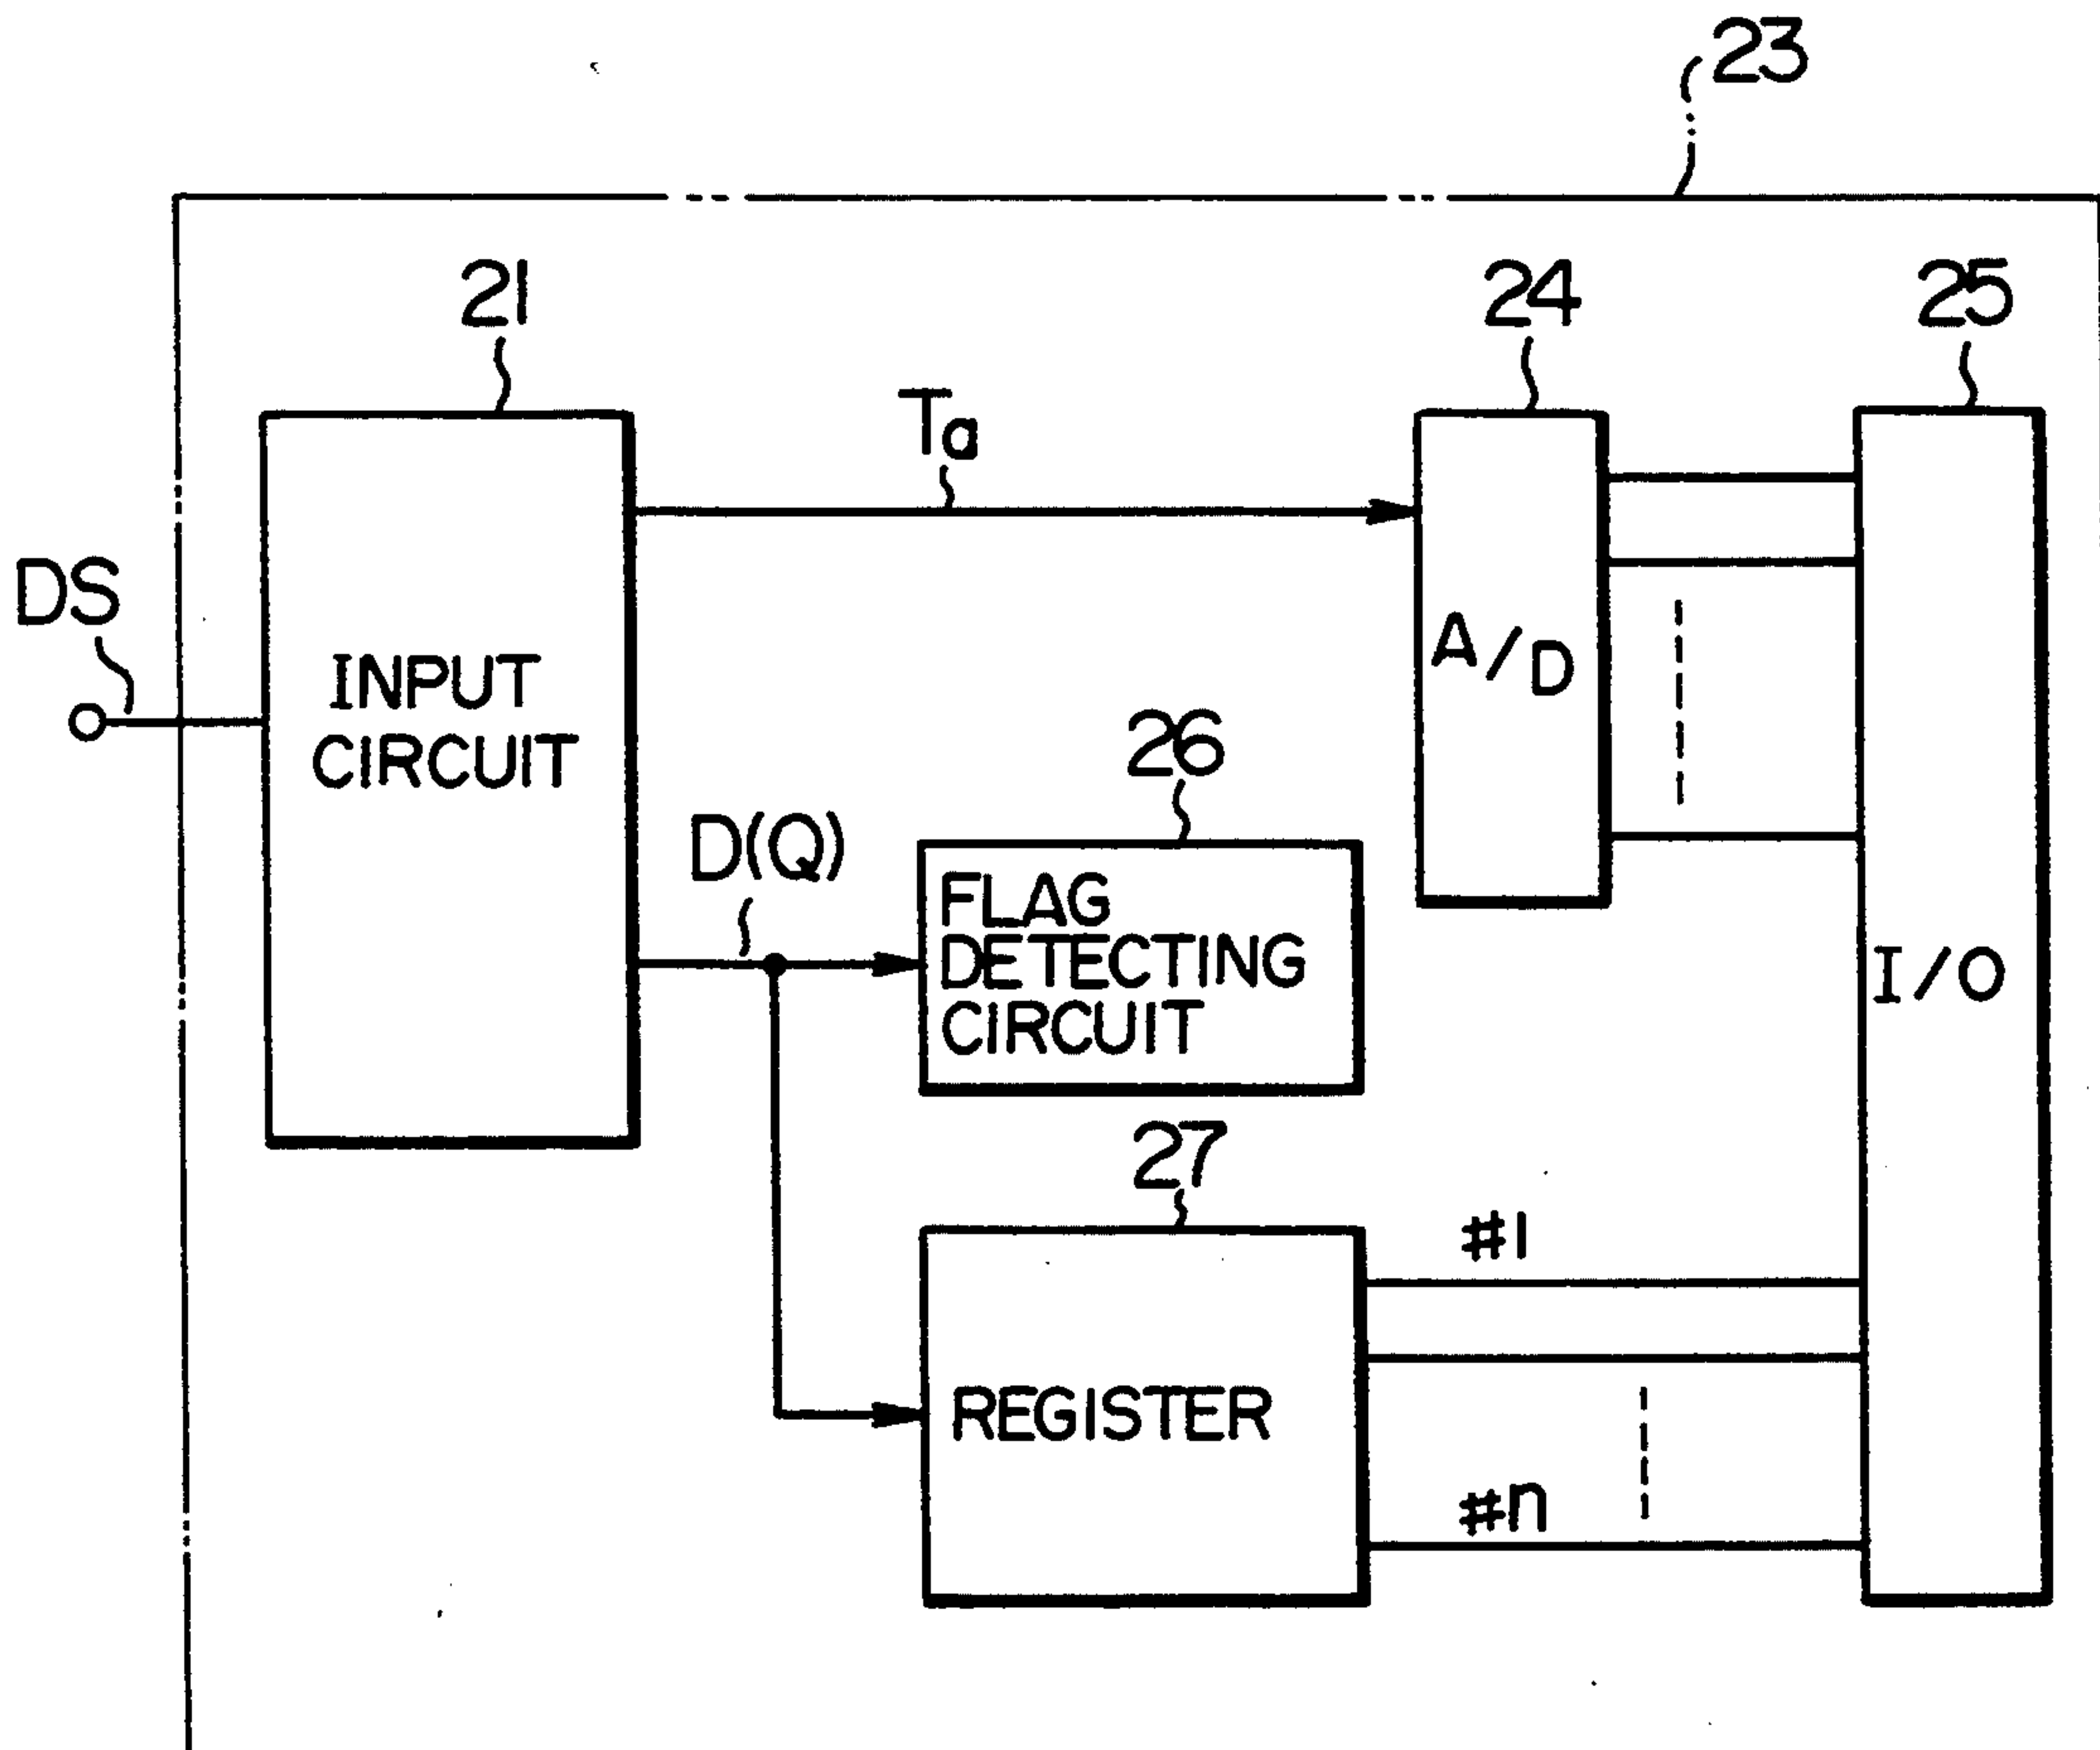 23
21
24
25
Ta
DS
INPUT
CIRCUIT
A/D
26
D(Q)
FLAG
DETECTING
CIRCUIT
I/O
27
#1
REGISTER
#n